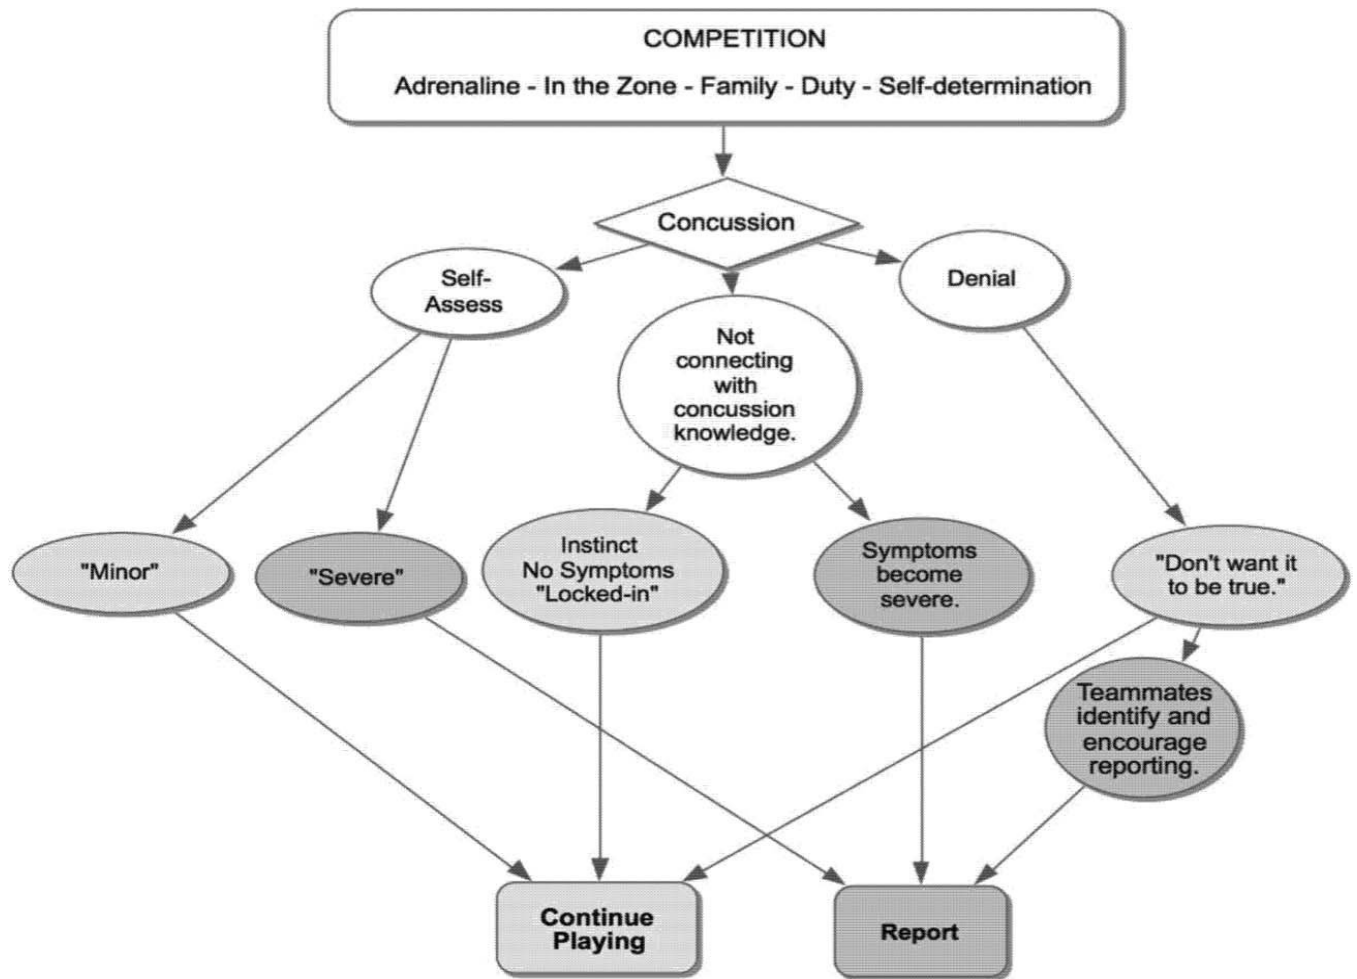 COMPETITION
Adrenaline - In the Zone - Family - Duty - Self-determination
Concussion
Self-
Assess
Denial
Not
connecting
with
concussion
knowledge.
"Minor"
"Severe"
Instinct
No Symptoms
"Locked-in"
Symptoms
become
severe.
"Don't want it
to be true."
Teammates
identify and
encourage
reporting.
Continue
Playing
Report